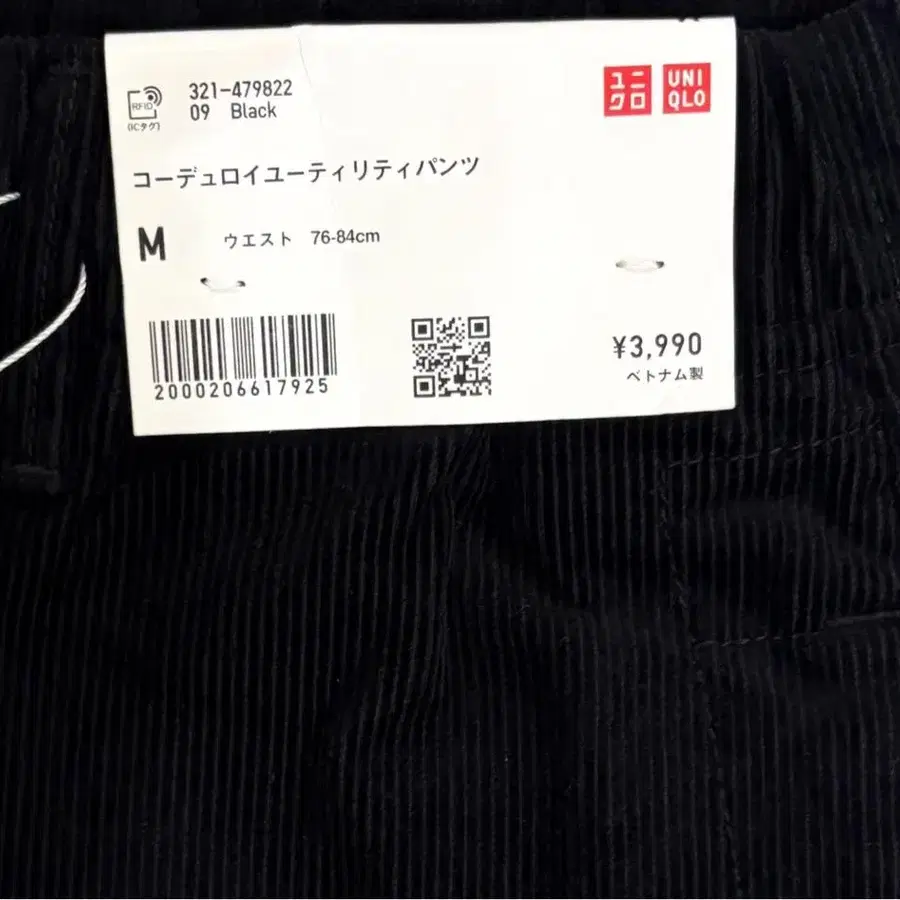 RFID
(ICタグ)
321-479822
09 Black
ユニクロ
UNIQLO
コーデュロイユーティリティパンツ
M ウエスト 76-84cm
2000206617925
¥3,990
ベトナム製